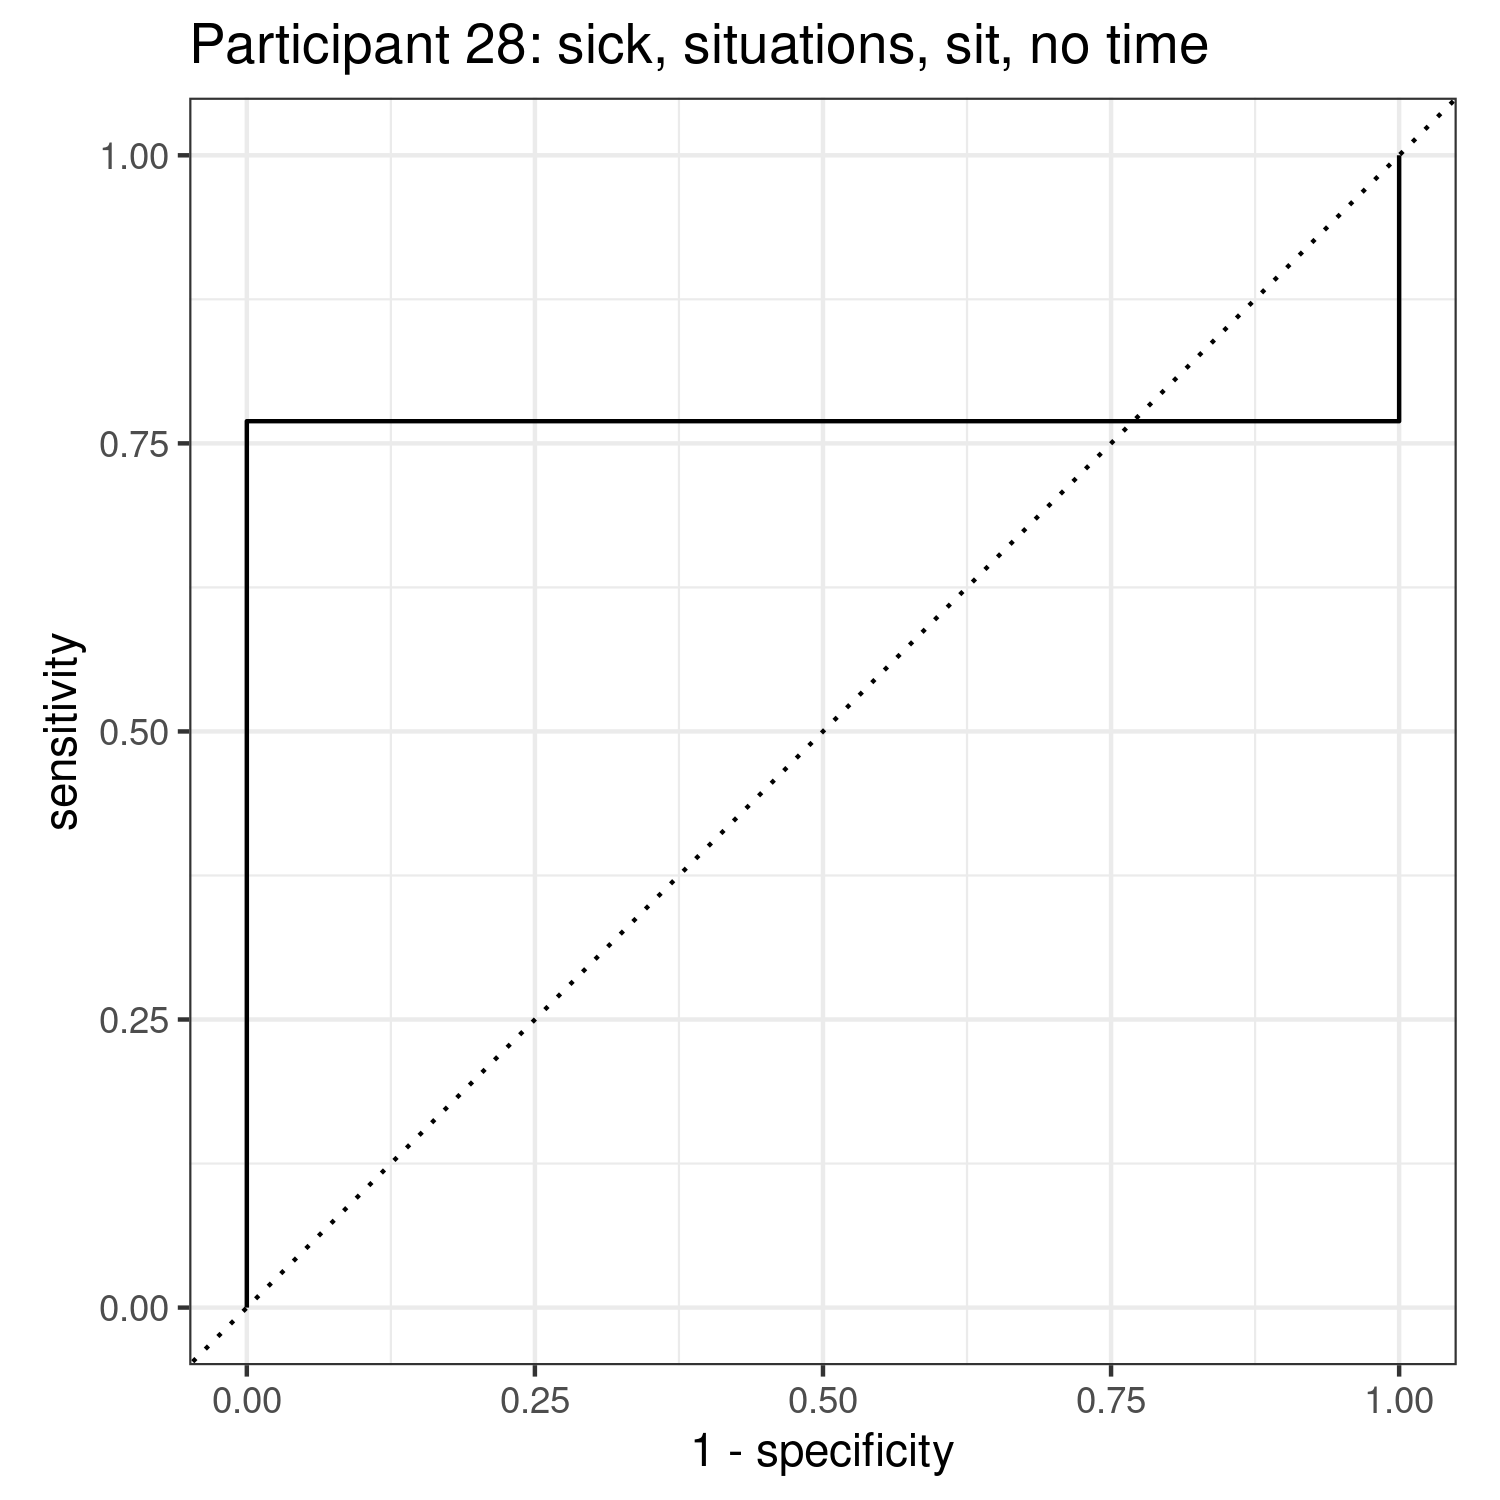 Participant 28: sick, situations, sit, no time
1.00
0.75
0.50
0.25
0.00
sensitivity
0.00 0.25 0.50 0.75 1.00
1 - specificity